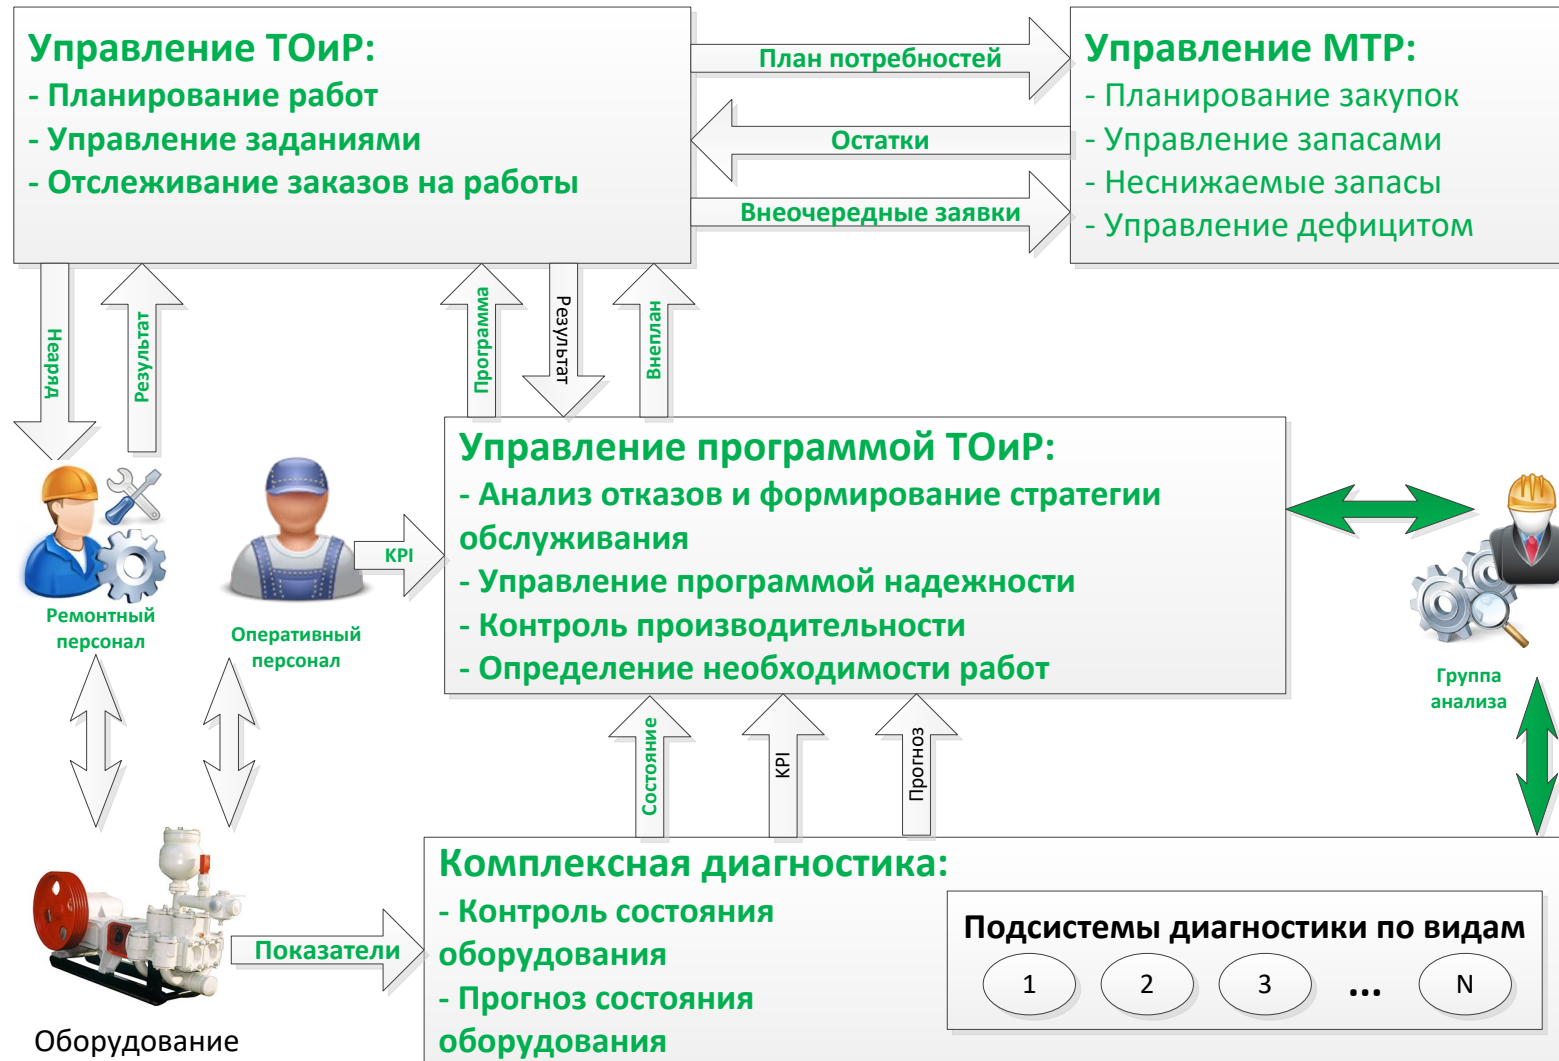 Управление ТОиР:
- Планирование работ
- Управление заданиями
- Отслеживание заказов на работы
План потребностей
Остатки
Внеочередные заявки
Управление МТР:
- Планирование закупок
- Управление запасами
- Неснижаемые запасы
- Управление дефицитом
Неаряд
Результат
Программа
Результат
Внеплан
Управление программой ТОиР:
- Анализ отказов и формирование стратегии
обслуживания
- Управление программой надежности
- Контроль производительности
- Определение необходимости работ
KPI
Ремонтный
персонал
Оперативный
персонал
Группа
анализа
Состояние
KPI
Прогноз
Комплексная диагностика:
- Контроль состояния
оборудования
- Прогноз состояния
оборудования
Показатели
Подсистемы диагностики по видам
1
2
3
...
N
Оборудование